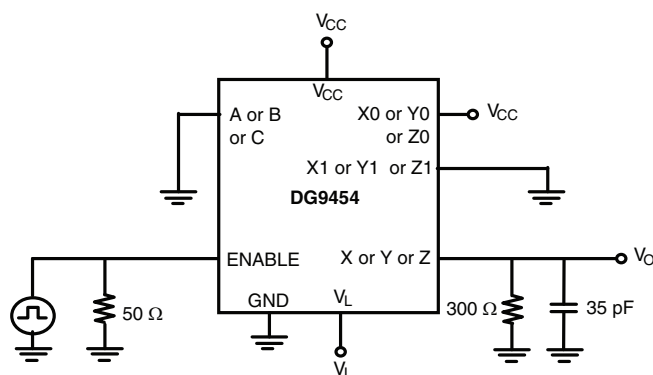 VCC
VCC
A or B
or C
X0 or Y0
or Z0
VCC
X1 or Y1 or Z1
DG9454
ENABLE
X or Y or Z
VO
GND
VL
50 Ω
300 Ω
35 pF
VL